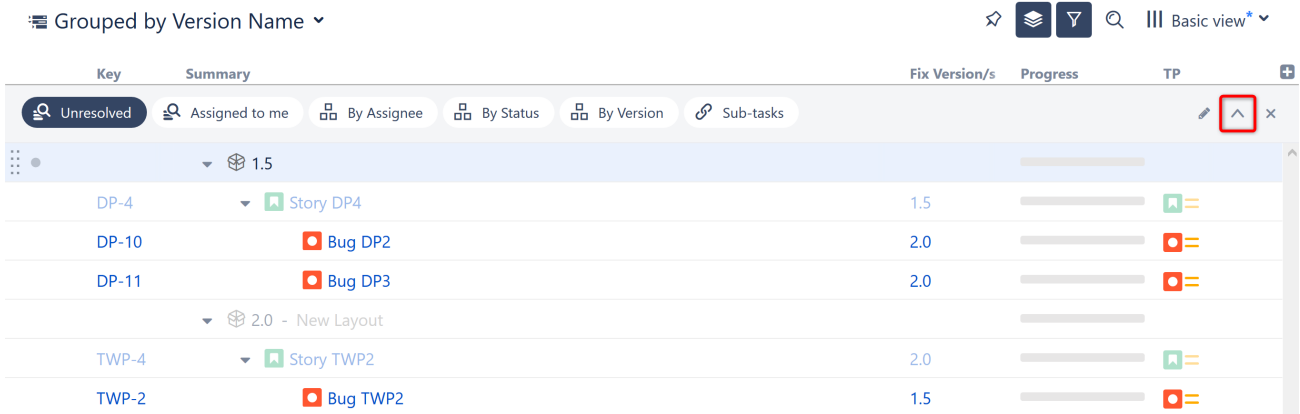 Grouped by Version Name Basic view*
Key Summary Fix Version/s Progress TP
Unresolved Assigned to me By Assignee By Status By Version Sub-tasks
1.5
DP-4 Story DP4 1.5
DP-10 Bug DP2 2.0
DP-11 Bug DP3 2.0
2.0 - New Layout
TWP-4 Story TWP2 2.0
TWP-2 Bug TWP2 1.5